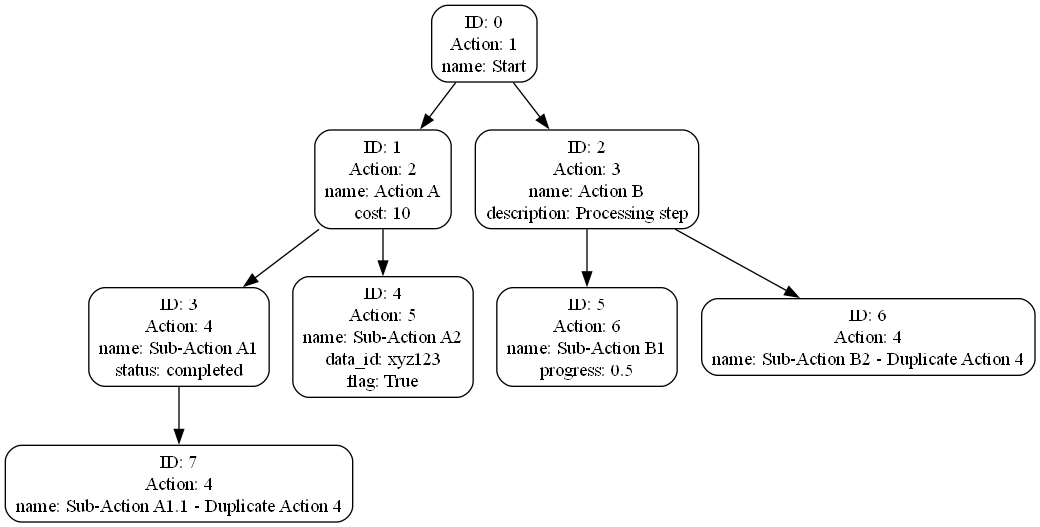 ID: 0
Action: 1
name: Start
ID: 1
Action: 2
name: Action A
cost: 10
ID: 2
Action: 3
name: Action B
description: Processing step
ID: 3
Action: 4
name: Sub-Action A1
status: completed
ID: 4
Action: 5
name: Sub-Action A2
data_id: xyz123
flag: True
ID: 5
Action: 6
name: Sub-Action B1
progress: 0.5
ID: 6
Action: 4
name: Sub-Action B2 - Duplicate Action 4
ID: 7
Action: 4
name: Sub-Action A1.1 - Duplicate Action 4